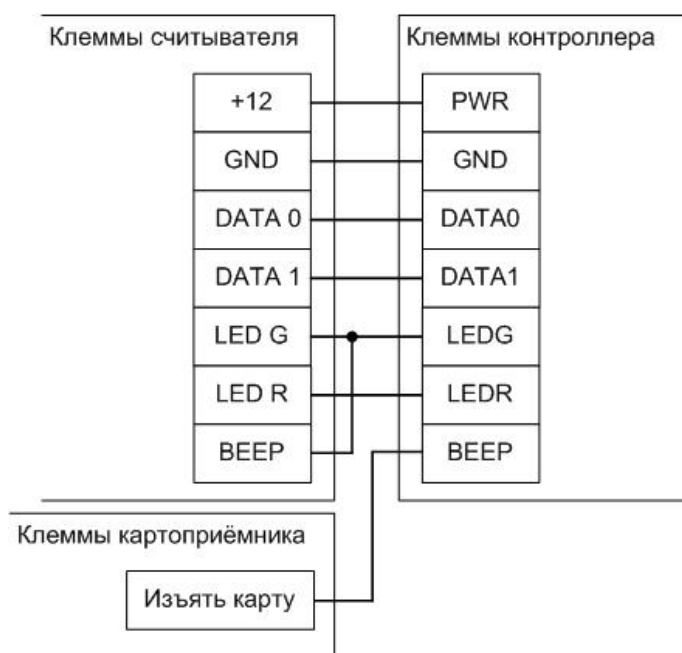 Клеммы считывателя
Клеммы контроллера
+12
PWR
GND
GND
DATA 0
DATA0
DATA 1
DATA1
LED G
LEDG
LED R
LEDR
BEEP
BEEP
Клеммы картоприёмника
Изъять карту